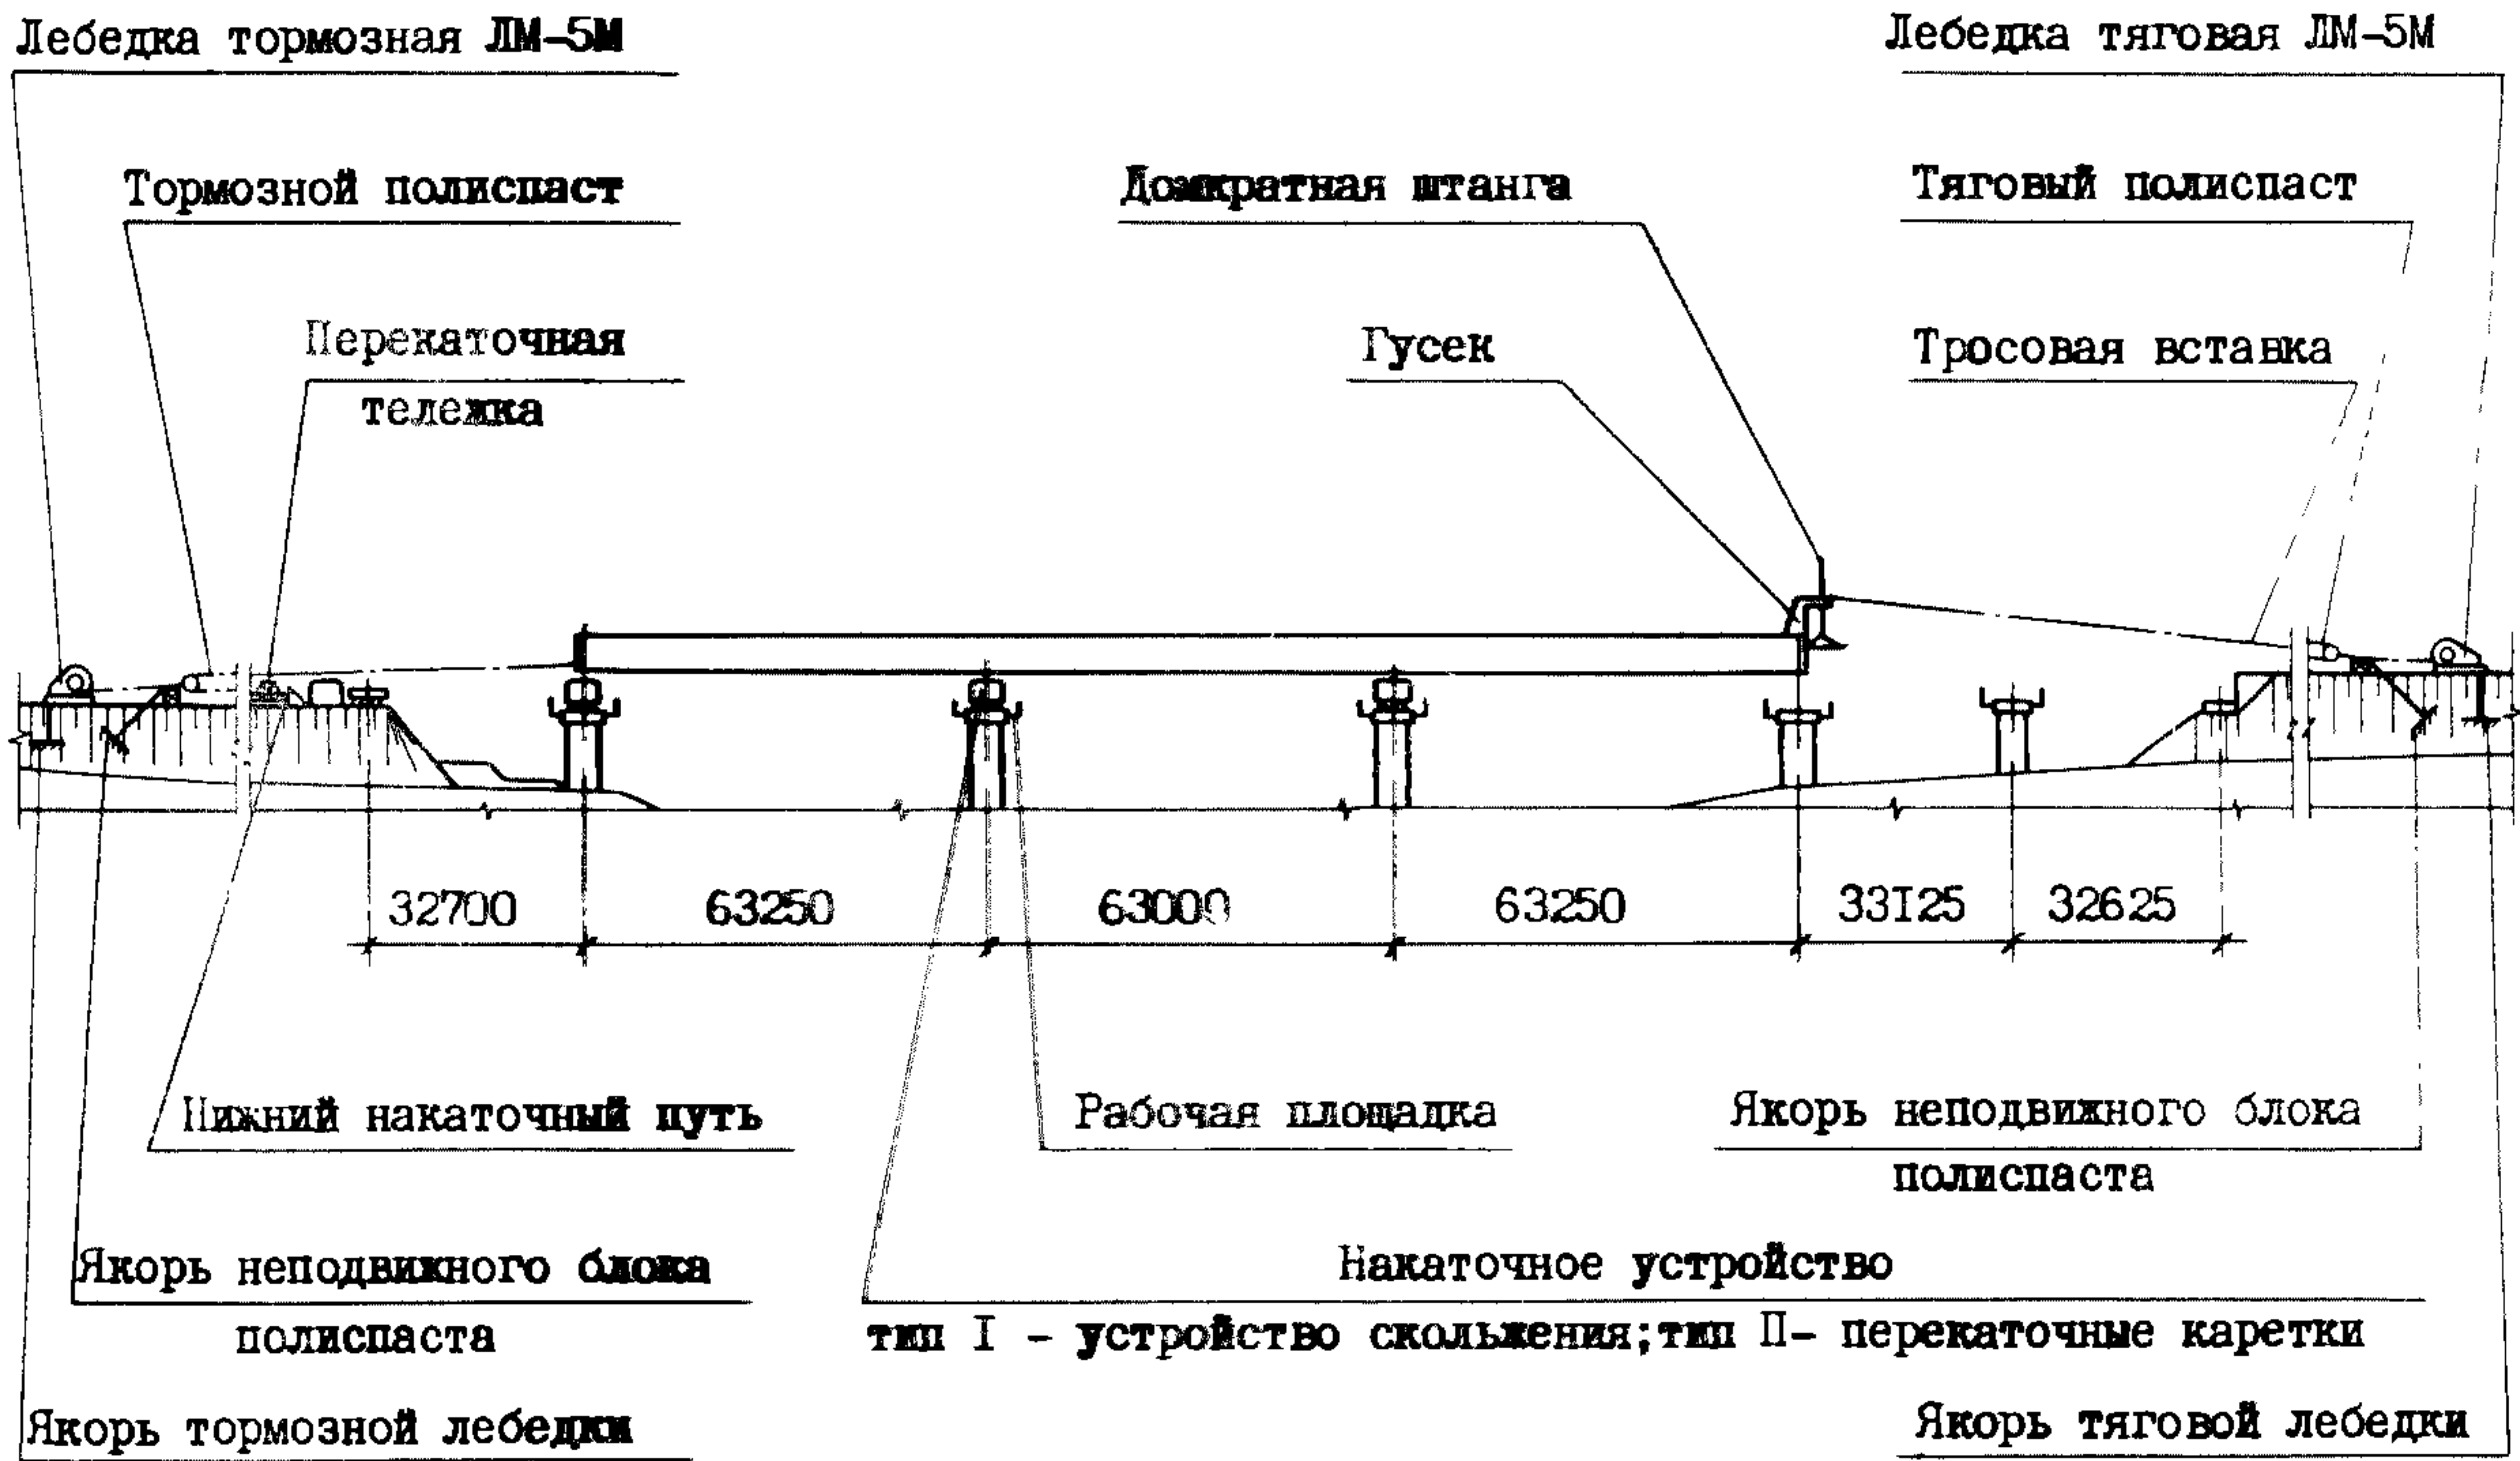 Лебедка тормозная ЛМ-5М
Лебедка тяговая ЛМ-5М
Тормозной полиспаст
Домкратная штанга
Тяговый полиспаст
Перекаточная
тележка
Гусек
Тросовая вставка
32700
63250
63000
63250
33I25
32625
Нижний накаточный путь
Рабочая площадка
Якорь неподвижного блока
полиспаста
Якорь неподвижного блока
полиспаста
Накаточное устройство
тип I - устройство скольжения; тип II- перекаточные каретки
Якорь тормозной лебедки
Якорь тяговой лебедки